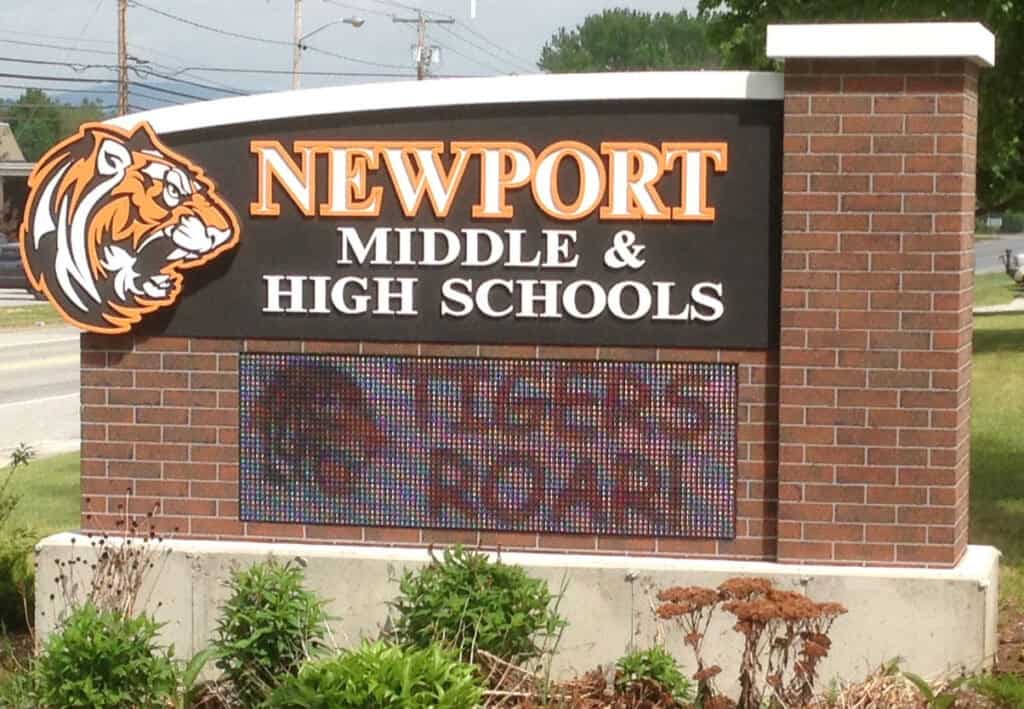 NEWPORT
MIDDLE &
HIGH SCHOOLS
TIGERS
ROAR!